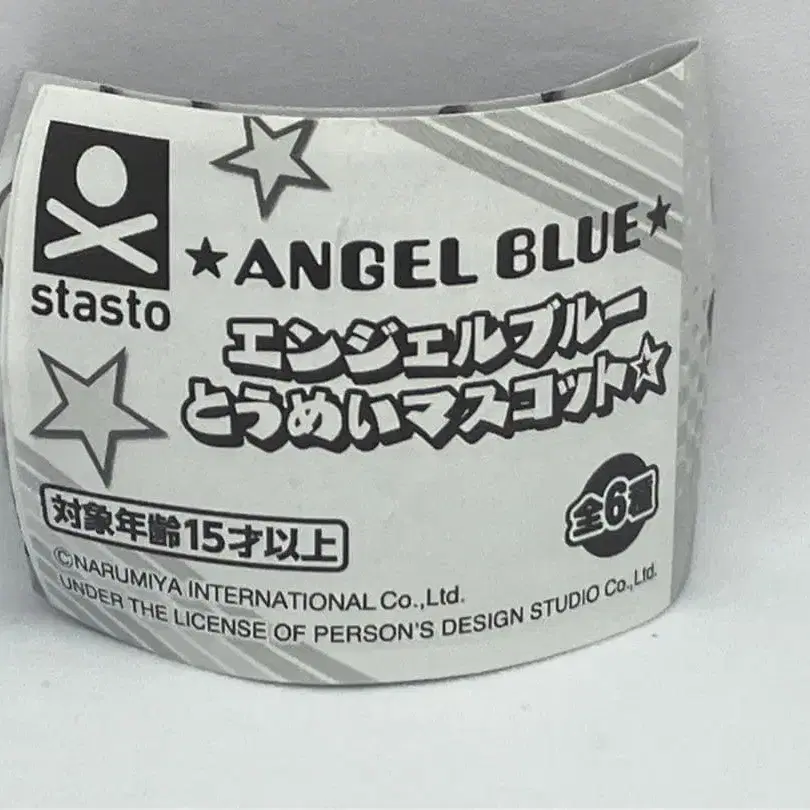 stasto
★ANGEL BLUE★
エンジェルブルー
とうめいマスコット☆
全6種
対象年齢15才以上
©NARUMIYA INTERNATIONAL Co.,Ltd.
UNDER THE LICENSE OF PERSON'S DESIGN STUDIO Co.,Ltd.